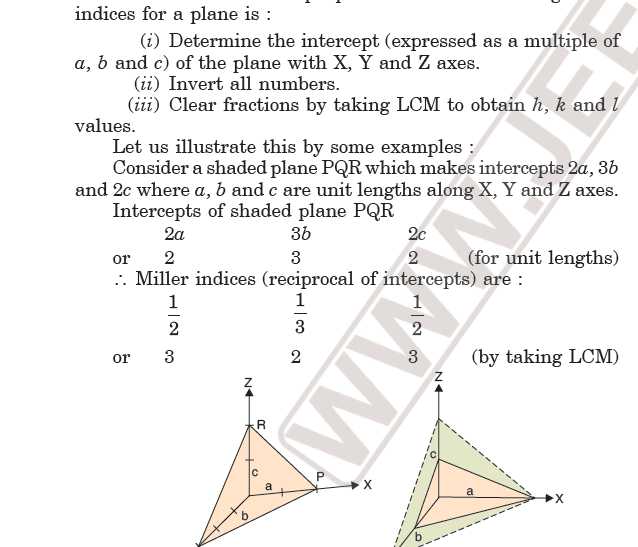 indices for a plane is :
(i) Determine the intercept (expressed as a multiple of
a, b and c) of the plane with X, Y and Z axes.
(ii) Invert all numbers.
(iii) Clear fractions by taking LCM to obtain h, k and l
values.
Let us illustrate this by some examples :
Consider a shaded plane PQR which makes intercepts 2a, 3b
and 2c where a, b and c are unit lengths along X, Y and Z axes.
Intercepts of shaded plane PQR
2a 3b 2c
or 2 3 2 (for unit lengths)
∴ Miller indices (reciprocal of intercepts) are :
1/2 1/3 1/2
or 3 2 3 (by taking LCM)
Z
R
c
P
a
X
b
Z
c
a
X
b
WWW.JEE